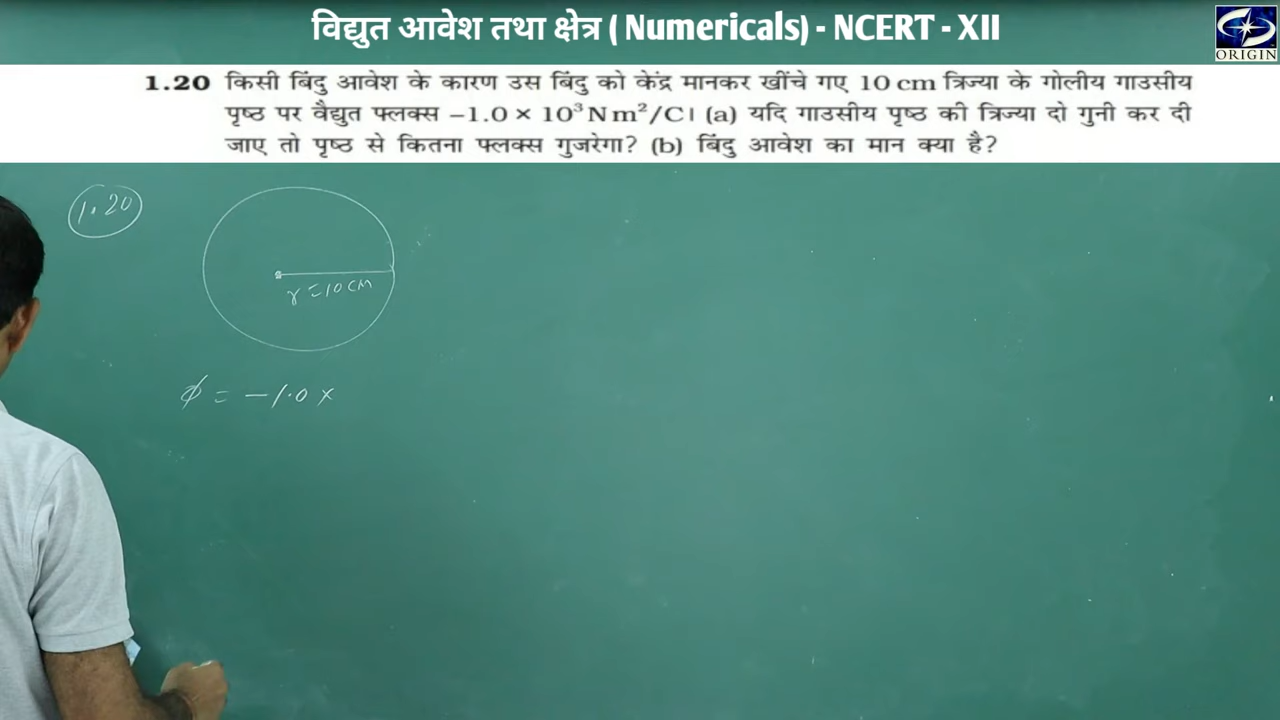 विद्युत आवेश तथा क्षेत्र ( Numericals) - NCERT - XII
ORIGIN
1.20 किसी बिंदु आवेश के कारण उस बिंदु को केंद्र मानकर खींचे गए 10 cm त्रिज्या के गोलीय गाउसीय
पृष्ठ पर वैद्युत फ्लक्स –1.0 × 10³ N m²/C। (a) यदि गाउसीय पृष्ठ की त्रिज्या दो गुनी कर दी
जाए तो पृष्ठ से कितना फ्लक्स गुजरेगा? (b) बिंदु आवेश का मान क्या है?
1.20
r = 10 cm
ϕ = – 1.0 ×